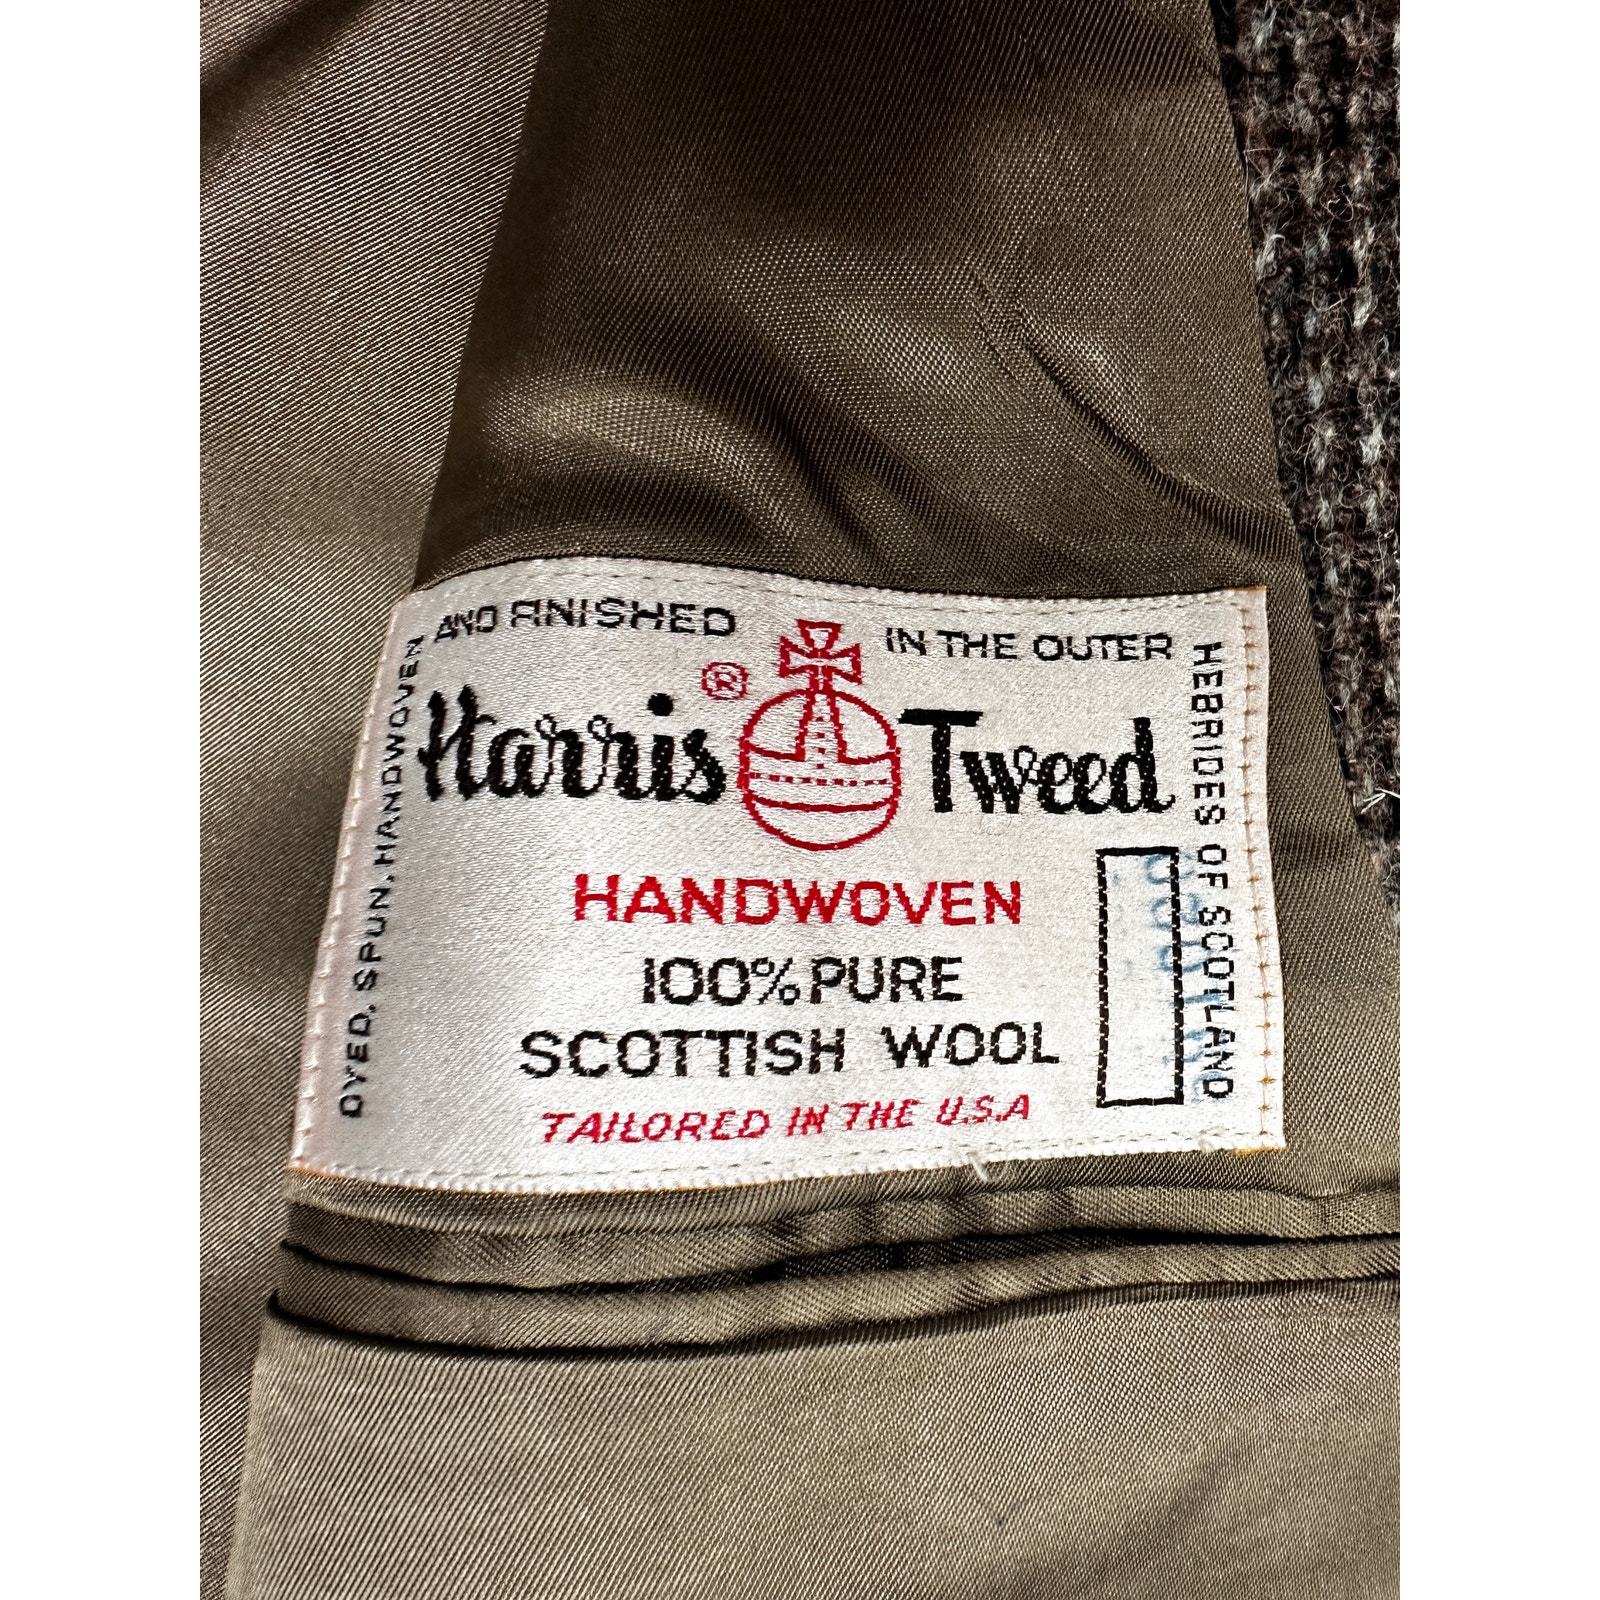 DYED, SPUN, HANDWOVEN AND FINISHED IN THE OUTER HEBRIDES OF SCOTLAND
Harris ® Tweed
HANDWOVEN
100% PURE
SCOTTISH WOOL
TAILORED IN THE U.S.A